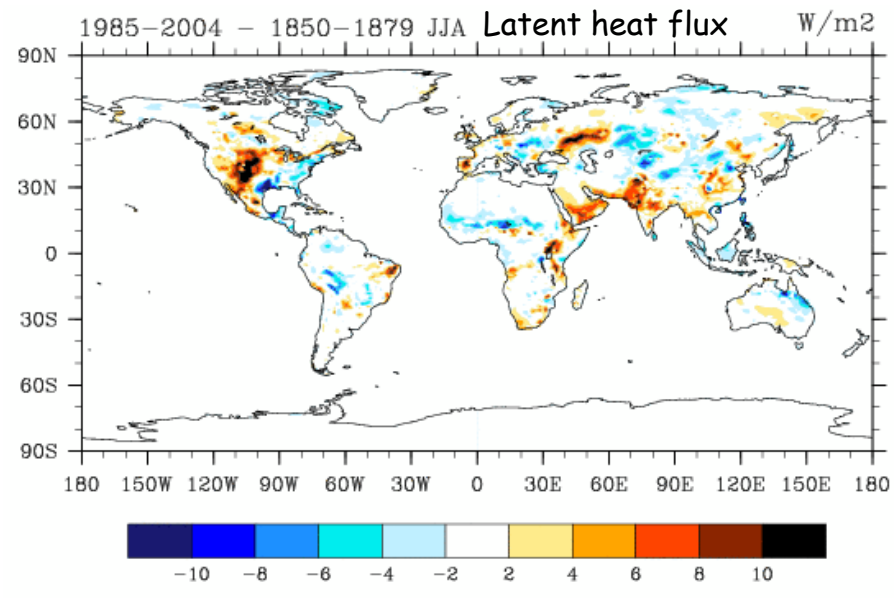 1985-2004 - 1850-1879 JJA Latent heat flux W/m2
90N
60N
30N
0
30S
60S
90S
180 150W 120W 90W 60W 30W 0 30E 60E 90E 120E 150E 180
-10 -8 -6 -4 -2 2 4 6 8 10